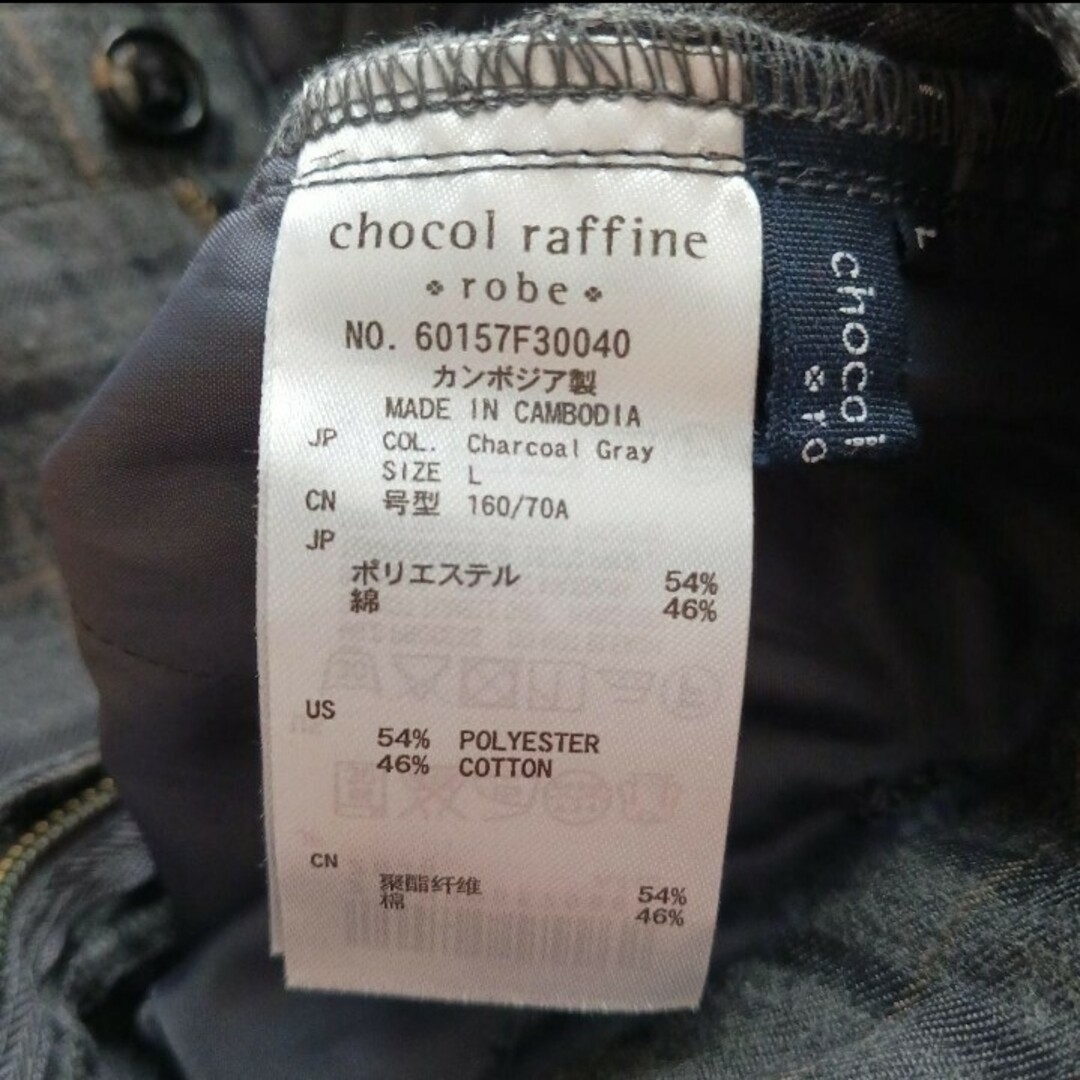 chocol raffine
robe
NO. 60157F30040
カンボジア製
MADE IN CAMBODIA
JP COL. Charcoal Gray
SIZE L
CN 号型 160/70A
JP
ポリエステル 54%
綿 46%
US
54% POLYESTER
46% COTTON
CN
聚酯纤维 54%
棉 46%
L
chocol
ro